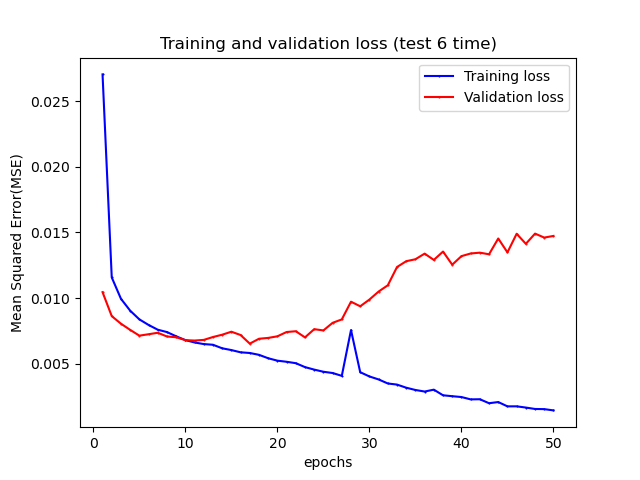 Training and validation loss (test 6 time)
Training loss
Validation loss
Mean Squared Error(MSE)
0.025
0.020
0.015
0.010
0.005
0 10 20 30 40 50
epochs